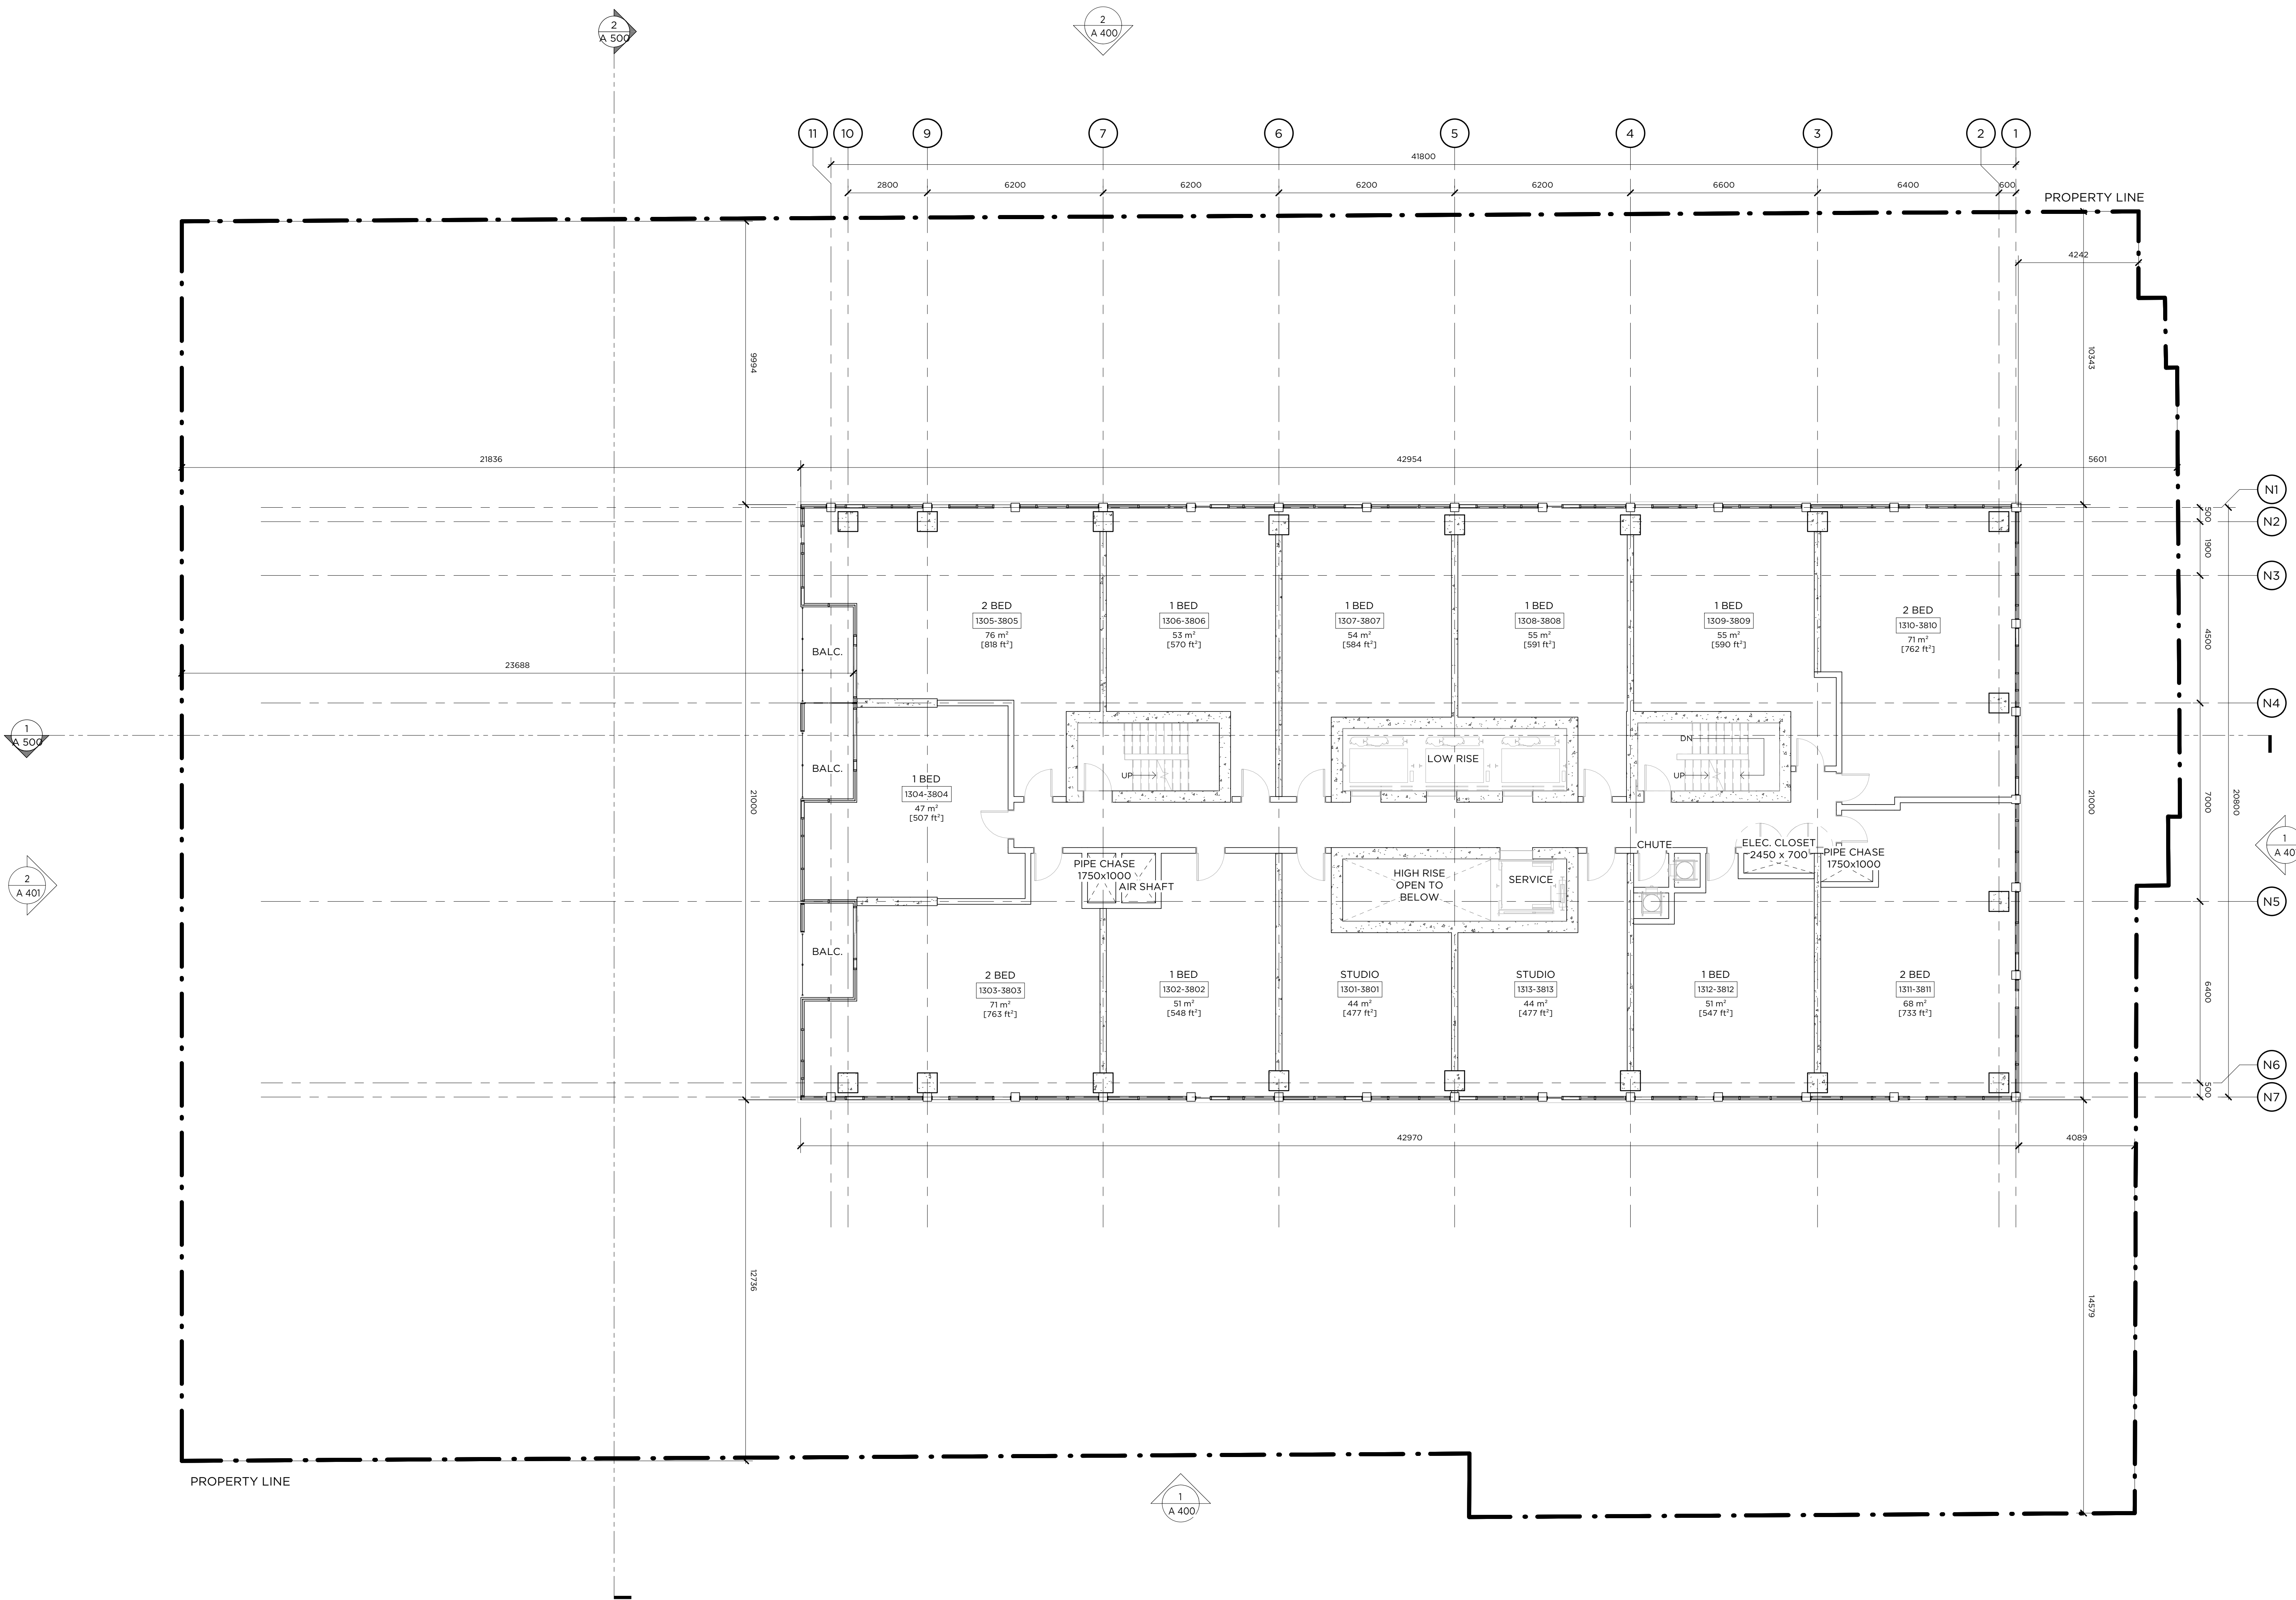 2
A 500
2
A 400
11
10
9
7
6
5
4
3
2
1
41800
2800
6200
6200
6200
6200
6600
6400
600
PROPERTY LINE
4242
9994
10343
21836
42954
5601
N1
500
N2
1900
N3
4500
N4
7000
20800
N5
6400
N6
500
N7
2 BED
1305-3805
76 m²
[818 ft²]
1 BED
1306-3806
53 m²
[570 ft²]
1 BED
1307-3807
54 m²
[584 ft²]
1 BED
1308-3808
55 m²
[591 ft²]
1 BED
1309-3809
55 m²
[590 ft²]
2 BED
1310-3810
71 m²
[762 ft²]
BALC.
23688
1
A 500
DN
LOW RISE
BALC.
UP
UP
1 BED
1304-3804
47 m²
[507 ft²]
21000
21000
CHUTE
ELEC. CLOSET
2450 x 700
PIPE CHASE
1750x1000
PIPE CHASE
1750x1000
AIR SHAFT
HIGH RISE
OPEN TO
BELOW
SERVICE
2
A 401
1
A 40
BALC.
2 BED
1303-3803
71 m²
[763 ft²]
1 BED
1302-3802
51 m²
[548 ft²]
STUDIO
1301-3801
44 m²
[477 ft²]
STUDIO
1313-3813
44 m²
[477 ft²]
1 BED
1312-3812
51 m²
[547 ft²]
2 BED
1311-3811
68 m²
[733 ft²]
42970
4089
12736
14579
PROPERTY LINE
1
A 400